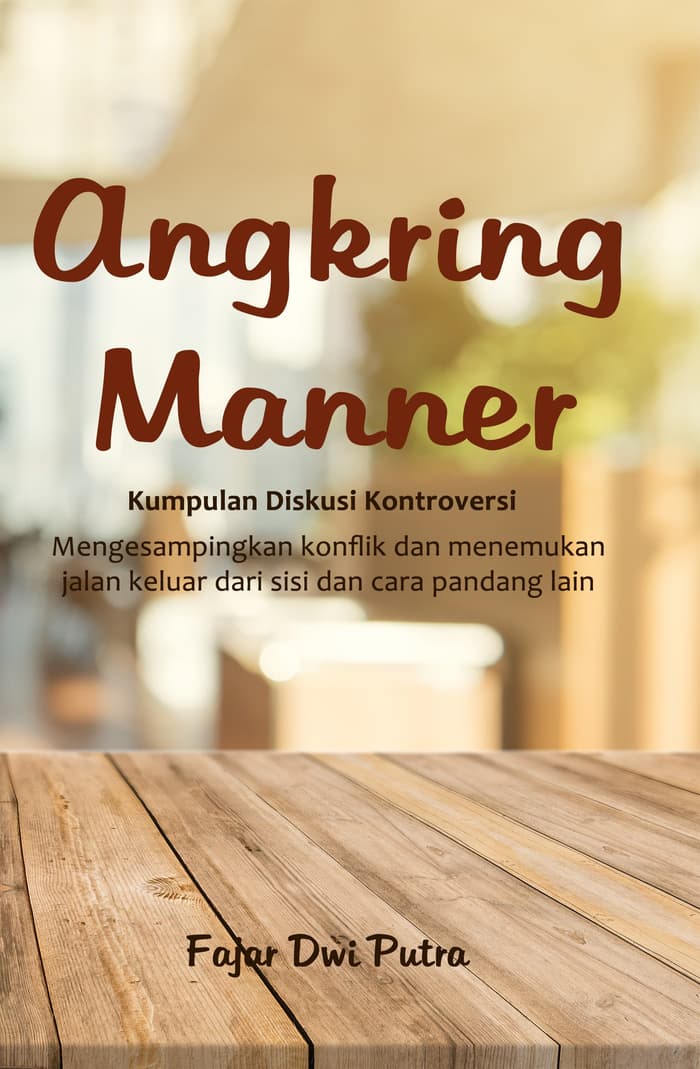 Angkring
Manner
Kumpulan Diskusi Kontroversi
Mengesampingkan konflik dan menemukan
jalan keluar dari sisi dan cara pandang lain
Fajar Dwi Putra